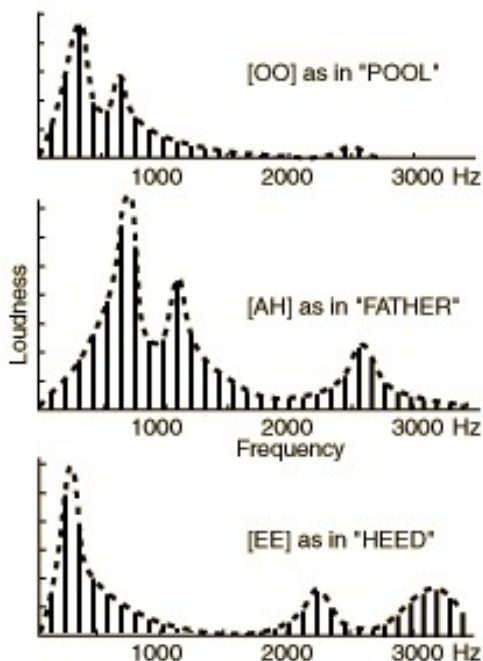 [OO] as in "POOL"
1000 2000 3000 Hz
Loudness
[AH] as in "FATHER"
1000 2000 3000 Hz
Frequency
[EE] as in "HEED"
1000 2000 3000 Hz